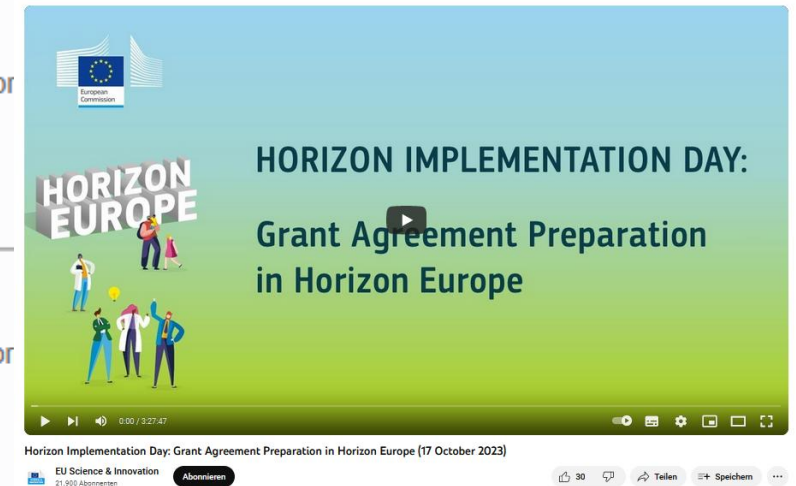 European
Commission
HORIZON IMPLEMENTATION DAY:
HORIZON
EUROPE
Grant Agreement Preparation
in Horizon Europe
0:00 / 3:27:47
Horizon Implementation Day: Grant Agreement Preparation in Horizon Europe (17 October 2023)
EU Science & Innovation
21.900 Abonnenten
Abonnieren
30
Teilen
Speichern
or
or